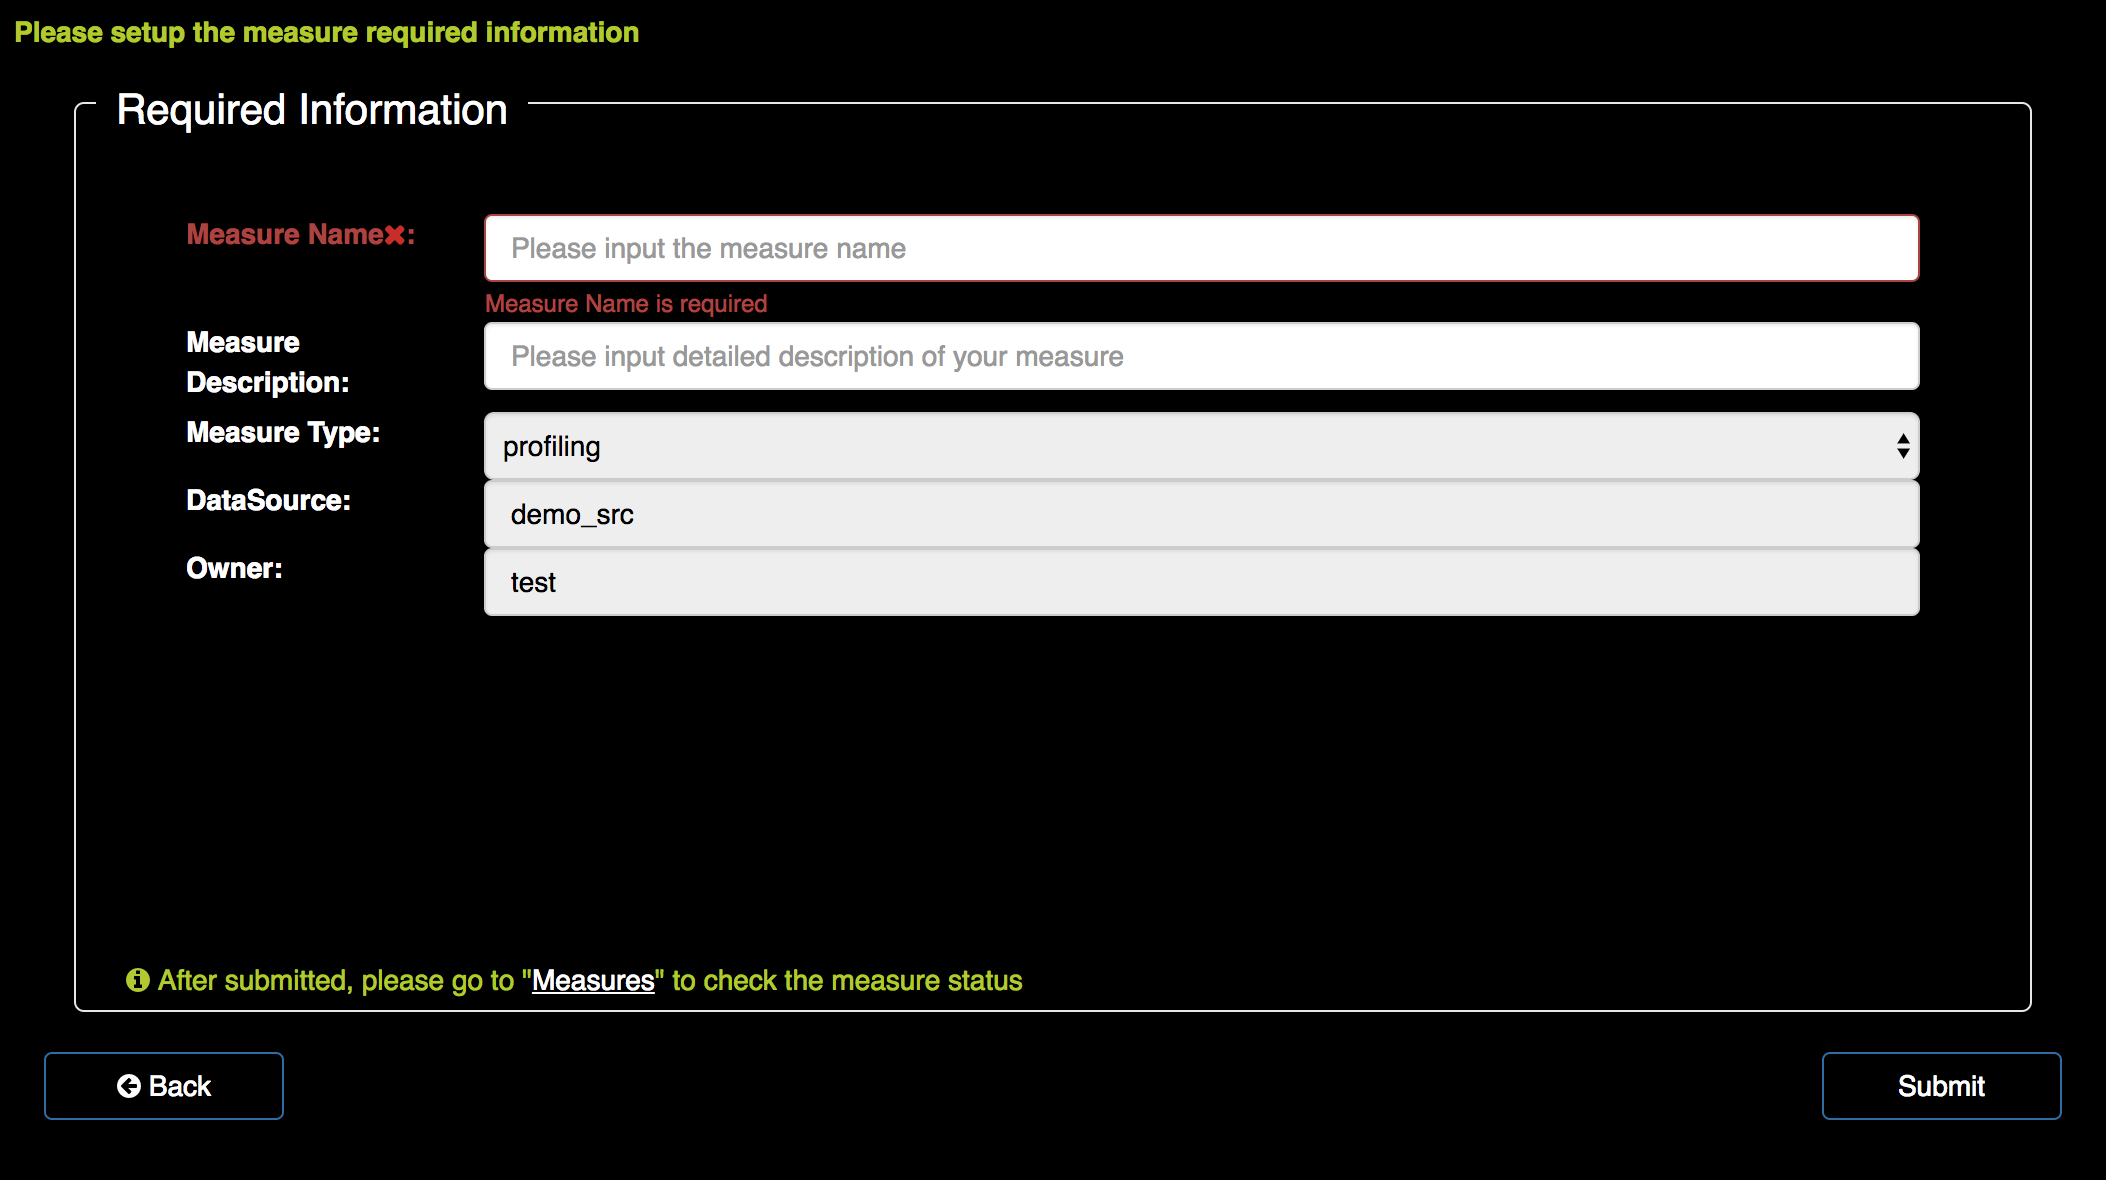 Please setup the measure required information
Required Information
Measure Name✖:
Please input the measure name
Measure Name is required
Measure
Description:
Please input detailed description of your measure
Measure Type:
profiling
DataSource:
demo_src
Owner:
test
After submitted, please go to "Measures" to check the measure status
Back
Submit